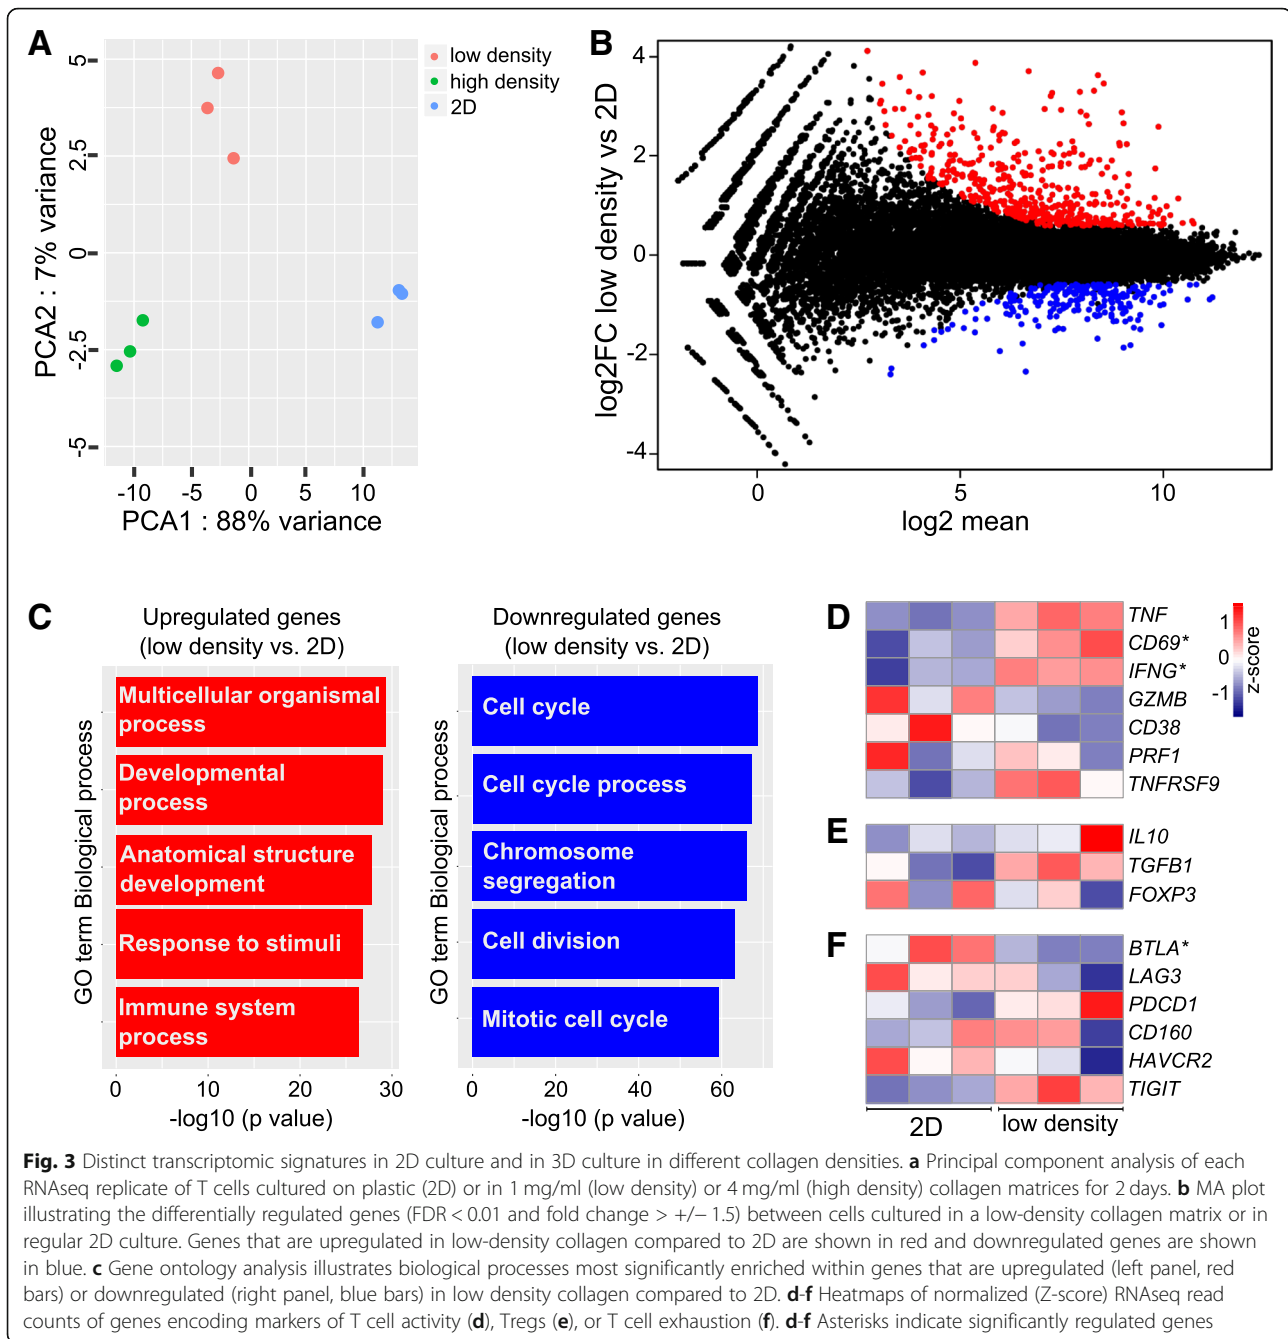 A
PCA2 : 7% variance
5
2.5
0
-2.5
-5
-10 -5 0 5 10
PCA1 : 88% variance
low density
high density
2D
B
log2FC low density vs 2D
4
2
0
-2
-4
0 5 10
log2 mean
C
Upregulated genes
(low density vs. 2D)
GO term Biological process
Multicellular organismal
process
Developmental
process
Anatomical structure
development
Response to stimuli
Immune system
process
0 10 20 30
-log10 (p value)
Downregulated genes
(low density vs. 2D)
GO term Biological process
Cell cycle
Cell cycle process
Chromosome
segregation
Cell division
Mitotic cell cycle
0 20 40 60
-log10 (p value)
D
TNF
CD69*
IFNG*
GZMB
CD38
PRF1
TNFRSF9
1
0
-1
z-score
E
IL10
TGFB1
FOXP3
F
BTLA*
LAG3
PDCD1
CD160
HAVCR2
TIGIT
2D low density
Fig. 3 Distinct transcriptomic signatures in 2D culture and in 3D culture in different collagen densities. a Principal component analysis of each
RNAseq replicate of T cells cultured on plastic (2D) or in 1 mg/ml (low density) or 4 mg/ml (high density) collagen matrices for 2 days. b MA plot
illustrating the differentially regulated genes (FDR < 0.01 and fold change > +/− 1.5) between cells cultured in a low-density collagen matrix or in
regular 2D culture. Genes that are upregulated in low-density collagen compared to 2D are shown in red and downregulated genes are shown
in blue. c Gene ontology analysis illustrates biological processes most significantly enriched within genes that are upregulated (left panel, red
bars) or downregulated (right panel, blue bars) in low density collagen compared to 2D. d-f Heatmaps of normalized (Z-score) RNAseq read
counts of genes encoding markers of T cell activity (d), Tregs (e), or T cell exhaustion (f). d-f Asterisks indicate significantly regulated genes